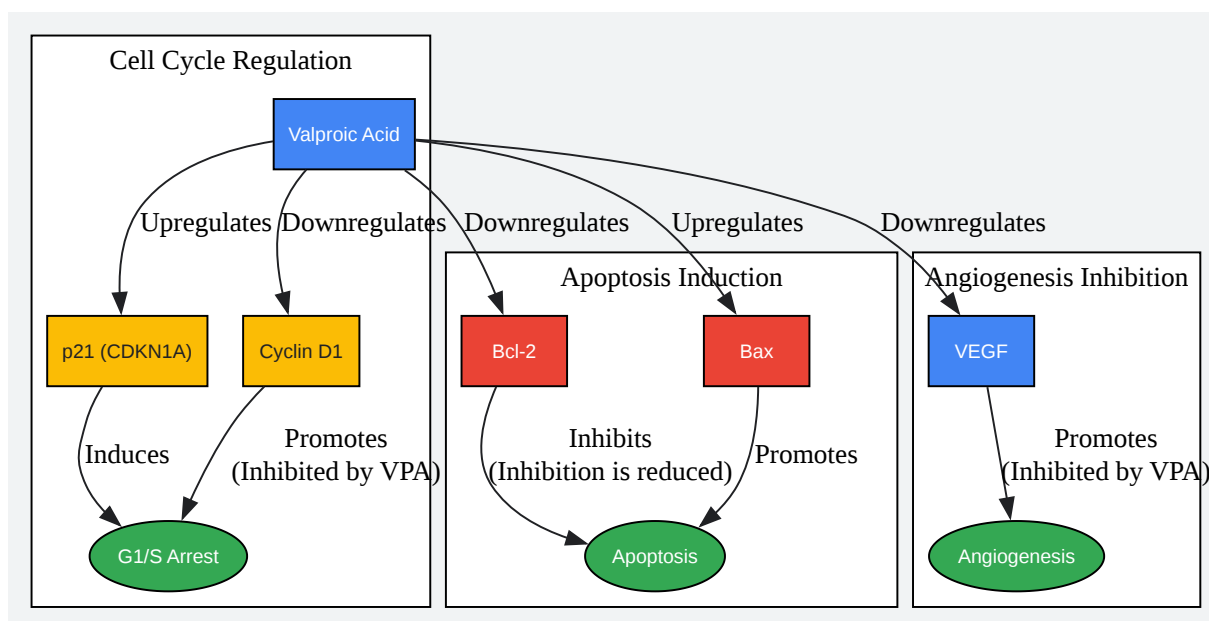 Cell Cycle Regulation
Valproic Acid
Upregulates
Downregulates
Downregulates
Upregulates
Downregulates
Apoptosis Induction
Angiogenesis Inhibition
p21 (CDKN1A)
Cyclin D1
Bcl-2
Bax
VEGF
Induces
Promotes
(Inhibited by VPA)
Inhibits
(Inhibition is reduced)
Promotes
Promotes
(Inhibited by VPA)
G1/S Arrest
Apoptosis
Angiogenesis